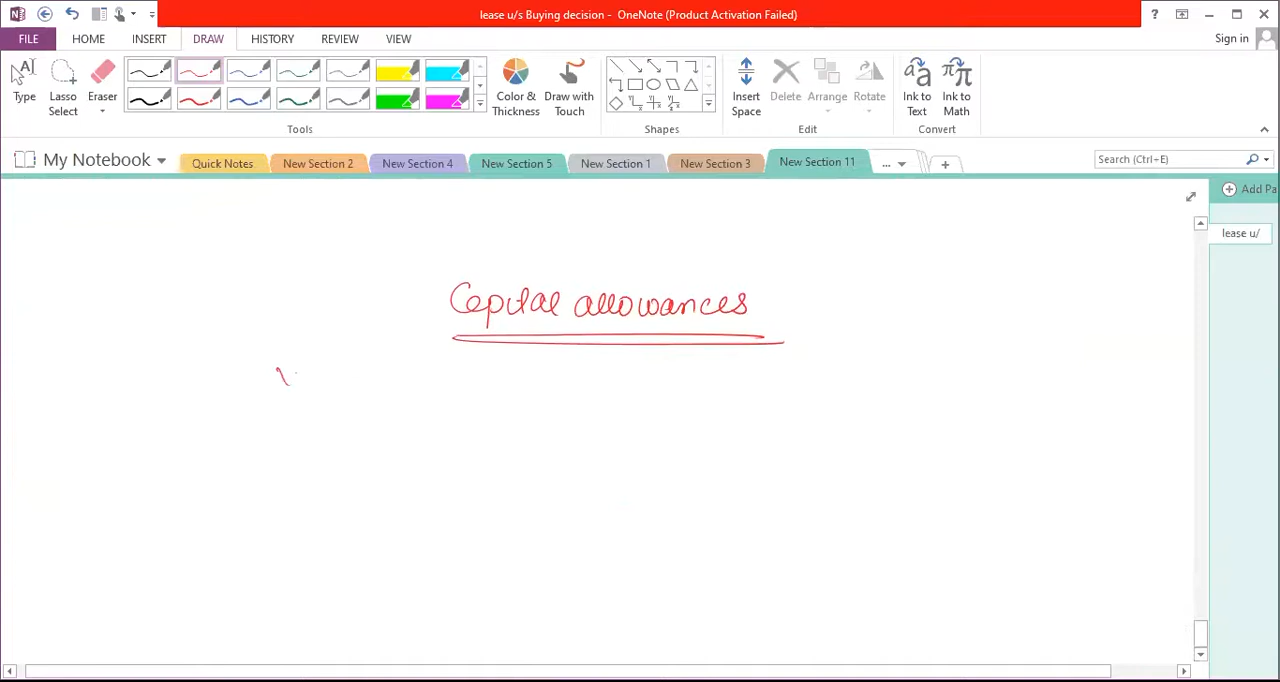 lease u/s Buying decision - OneNote (Product Activation Failed)
?
FILE HOME INSERT DRAW HISTORY REVIEW VIEW
Sign in
Type
Lasso Select
Eraser
Color & Thickness
Draw with Touch
Insert Space
Delete
Arrange
Rotate
Ink to Text
Ink to Math
Tools Shapes Edit Convert
My Notebook Quick Notes New Section 2 New Section 4 New Section 5 New Section 1 New Section 3 New Section 11 ...
Search (Ctrl+E)
Add Pa
lease u/
Capital allowances